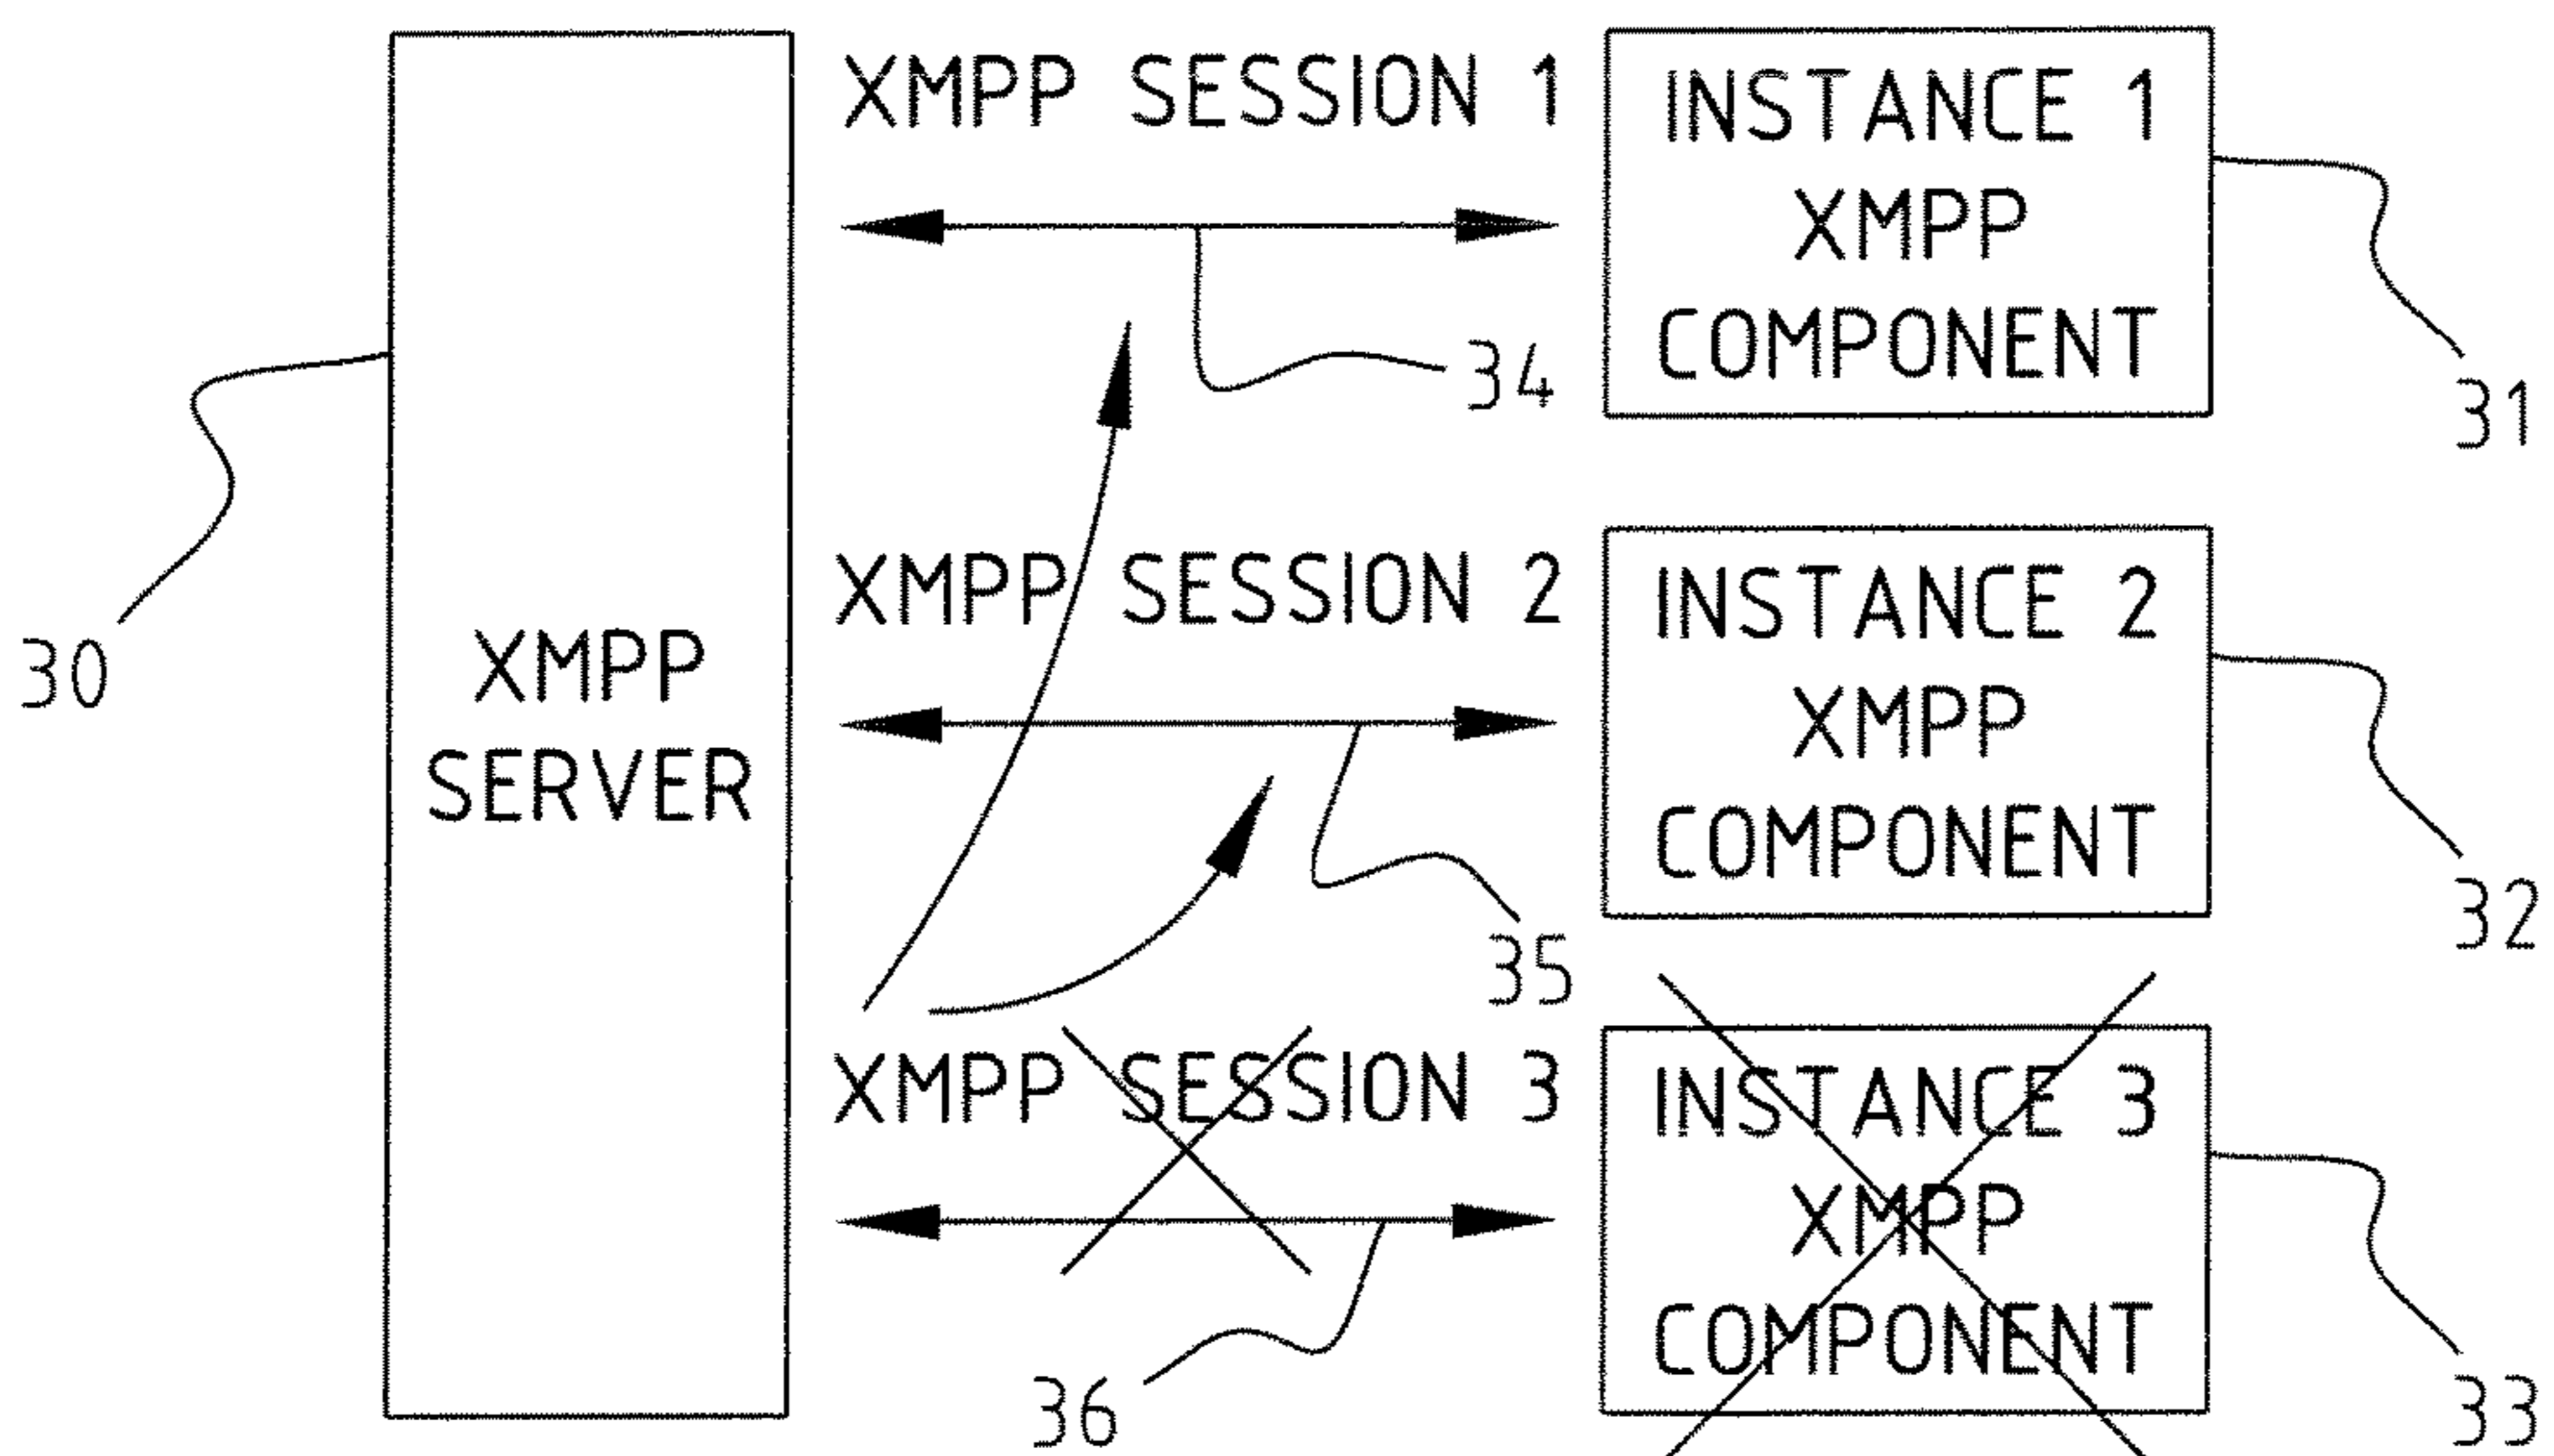 XMPP SESSION 1
INSTANCE 1
XMPP
COMPONENT
34
31
30
XMPP
SERVER
XMPP SESSION 2
INSTANCE 2
XMPP
COMPONENT
35
32
XMPP SESSION 3
INSTANCE 3
XMPP
COMPONENT
36
33